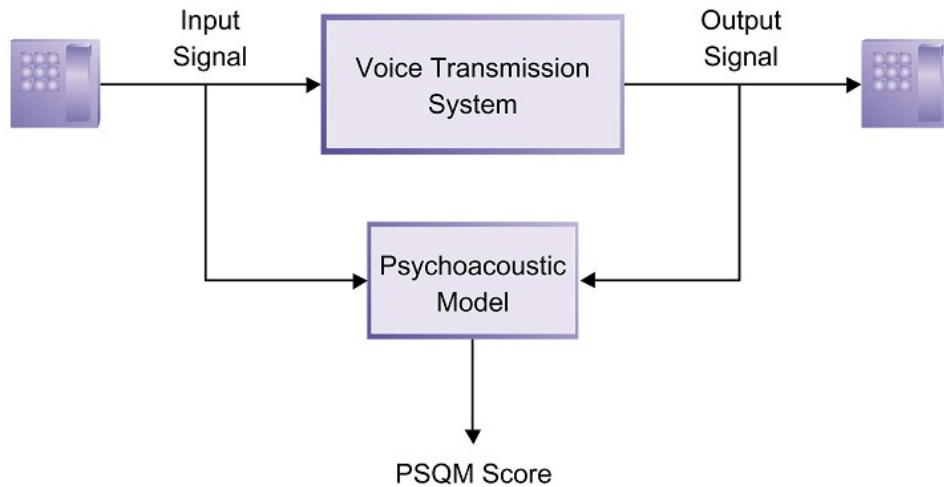 Input
Signal
Voice Transmission
System
Output
Signal
Psychoacoustic
Model
PSQM Score